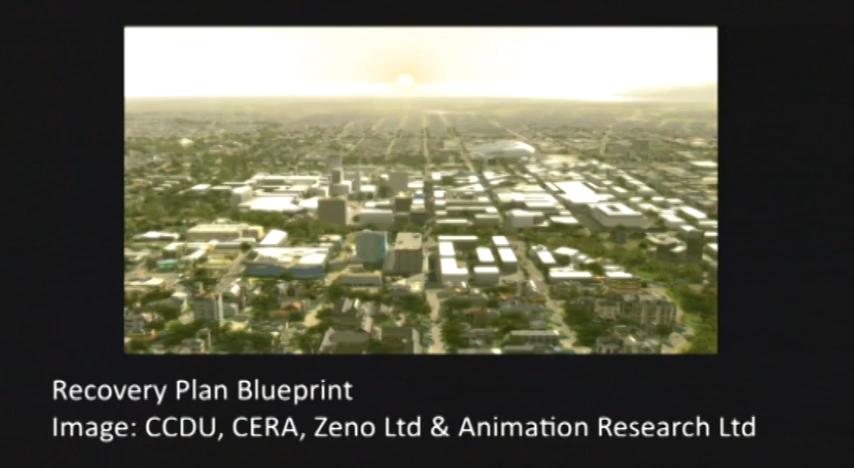 Recovery Plan Blueprint
Image: CCDU, CERA, Zeno Ltd & Animation Research Ltd